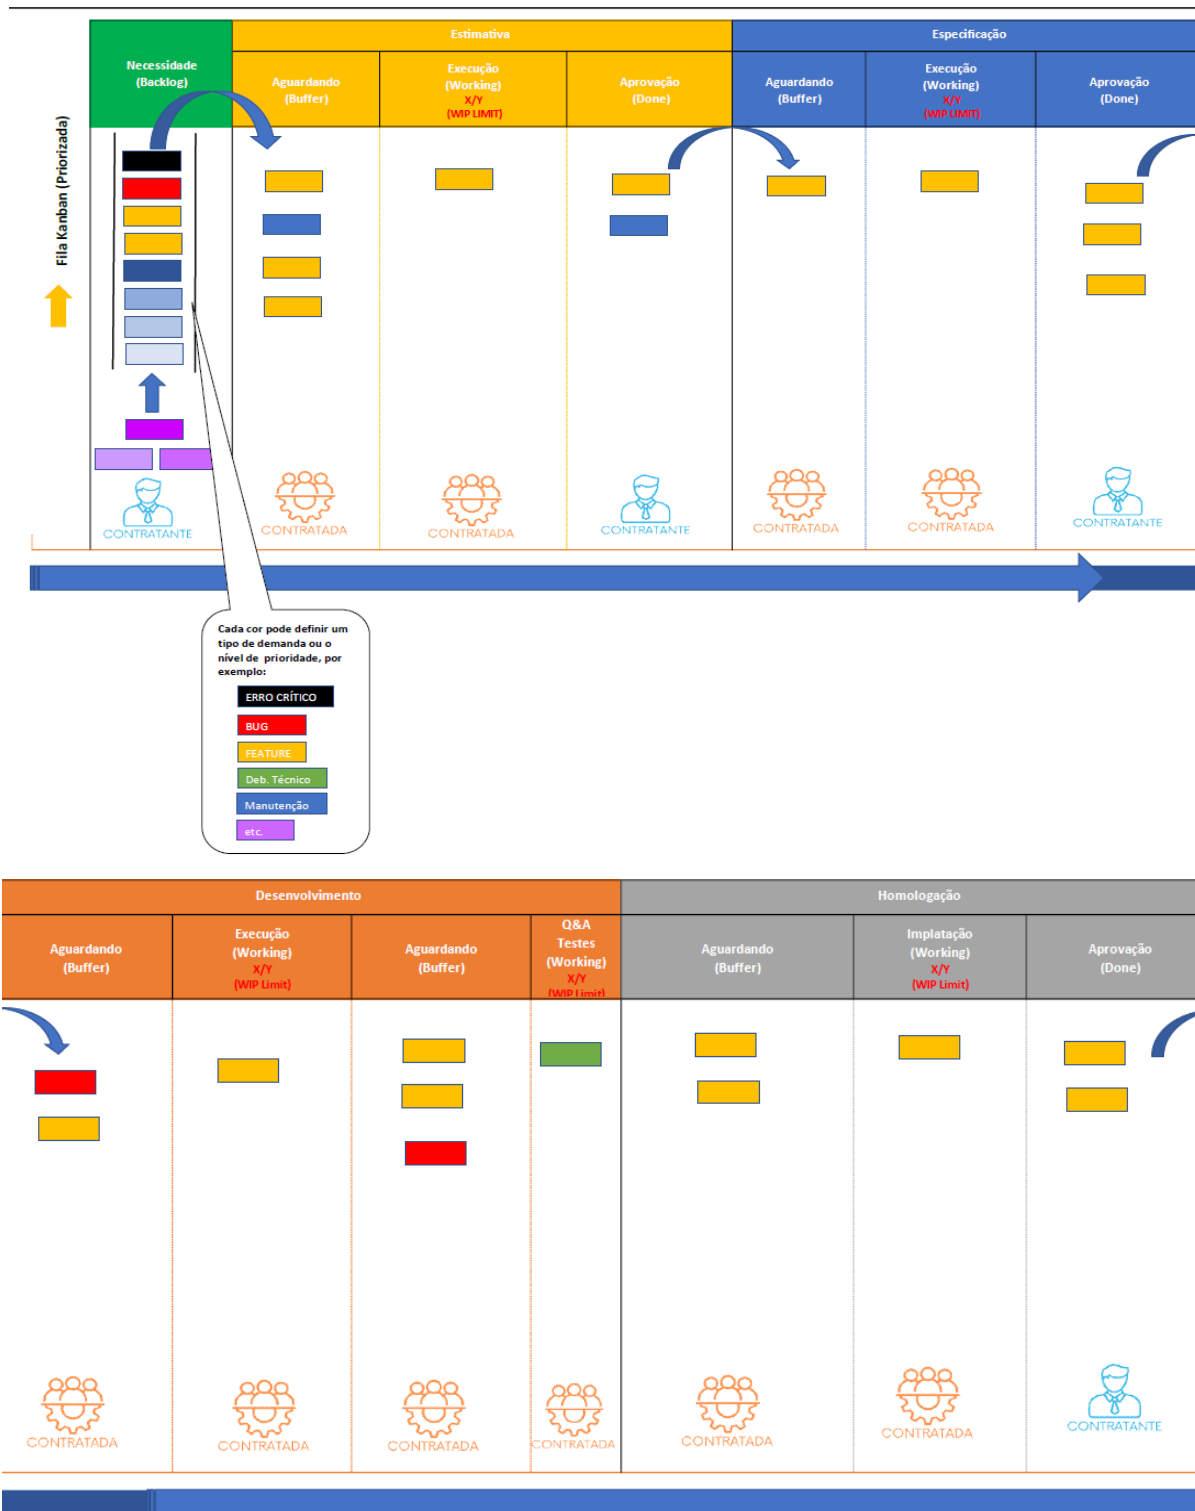 Estimativa
Especificação
Necessidade
(Backlog)
Aguardando
(Buffer)
Execução
(Working)
X/Y
(WIP LIMIT)
Aprovação
(Done)
Aguardando
(Buffer)
Execução
(Working)
X/Y
(WIP LIMIT)
Aprovação
(Done)
Fila Kanban (Priorizada)
CONTRATANTE
CONTRATADA
CONTRATADA
CONTRATANTE
CONTRATADA
CONTRATADA
CONTRATANTE
Cada cor pode definir um
tipo de demanda ou o
nível de prioridade, por
exemplo:
ERRO CRÍTICO
BUG
FEATURE
Deb. Técnico
Manutenção
etc.
Desenvolvimento
Homologação
Aguardando
(Buffer)
Execução
(Working)
X/Y
(WIP Limit)
Aguardando
(Buffer)
Q&A
Testes
(Working)
X/Y
(WIP Limit)
Aguardando
(Buffer)
Implatação
(Working)
X/Y
(WIP Limit)
Aprovação
(Done)
CONTRATADA
CONTRATADA
CONTRATADA
CONTRATADA
CONTRATADA
CONTRATADA
CONTRATANTE